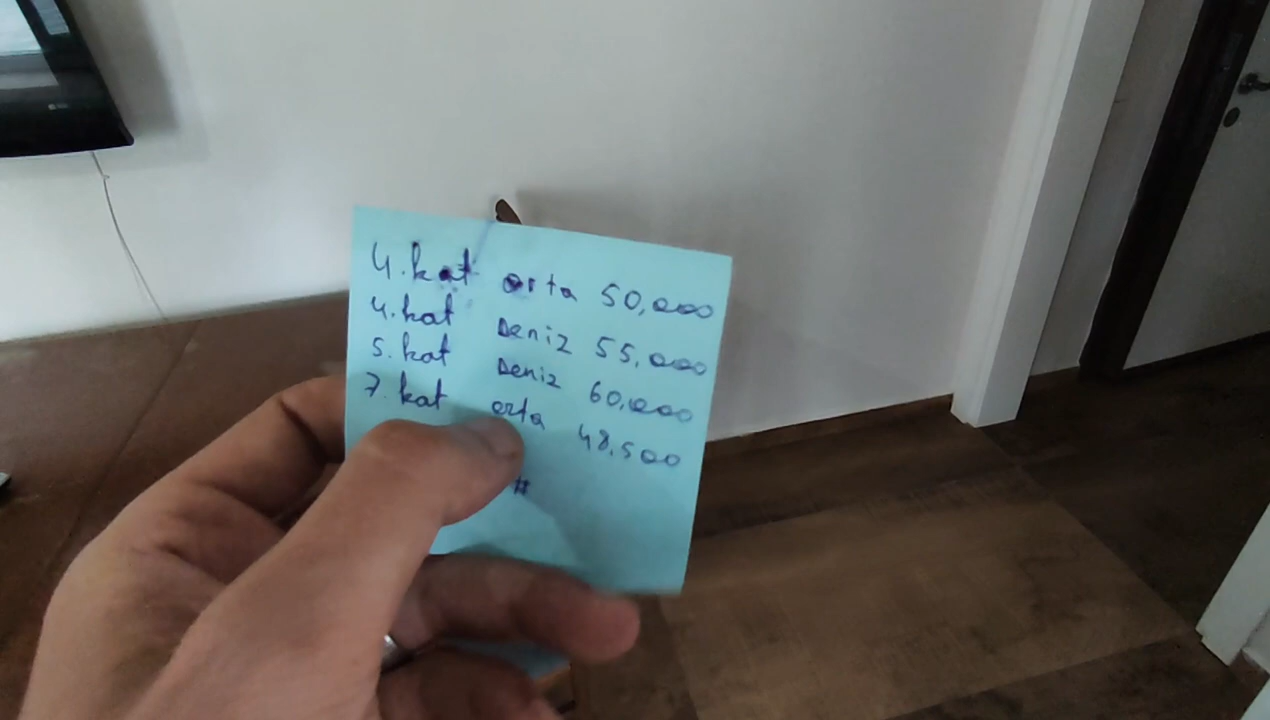 4.kat orta 50,000
4.kat Deniz 55,000
5.kat Deniz 60,000
7.kat orta 48,500
#